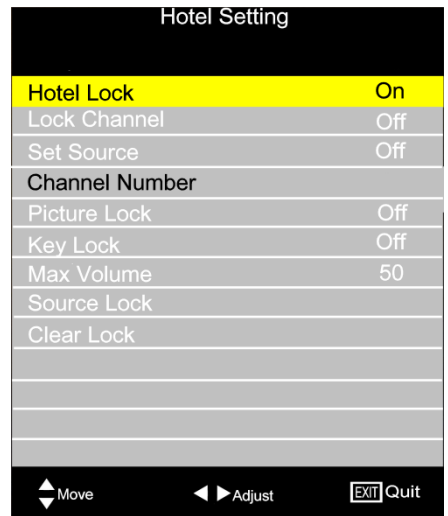 Hotel Setting
Hotel Lock On
Lock Channel Off
Set Source Off
Channel Number
Picture Lock Off
Key Lock Off
Max Volume 50
Source Lock
Clear Lock
Move Adjust EXIT Quit